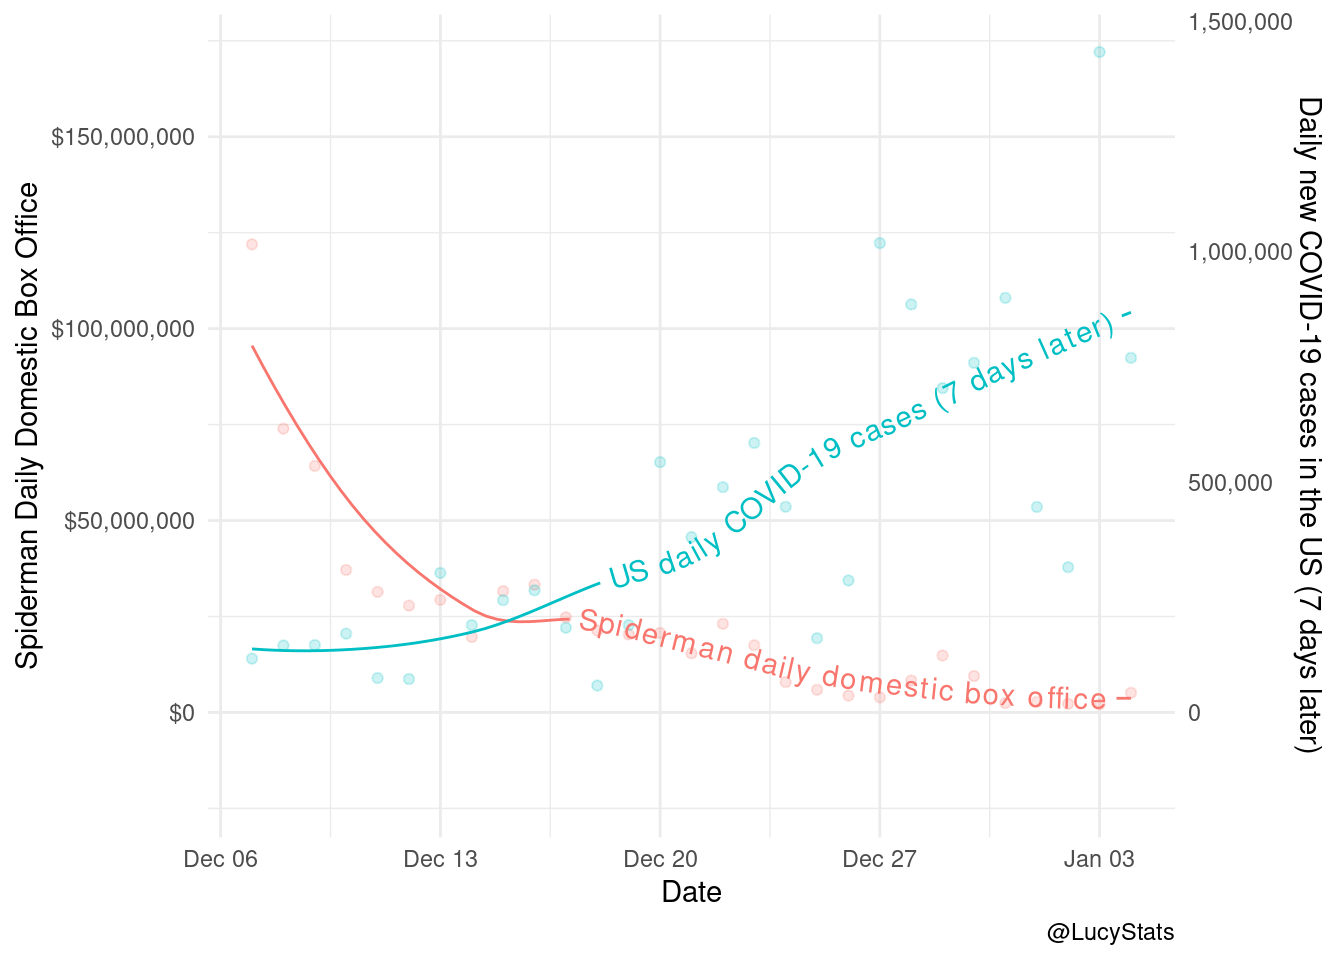 1,500,000
$150,000,000
1,000,000
$100,000,000
500,000
$50,000,000
0
$0
Spiderman Daily Domestic Box Office
Daily new COVID-19 cases in the US (7 days later)
US daily COVID-19 cases (7 days later)
Spiderman daily domestic box office
Dec 06
Dec 13
Dec 20
Dec 27
Jan 03
Date
@LucyStats